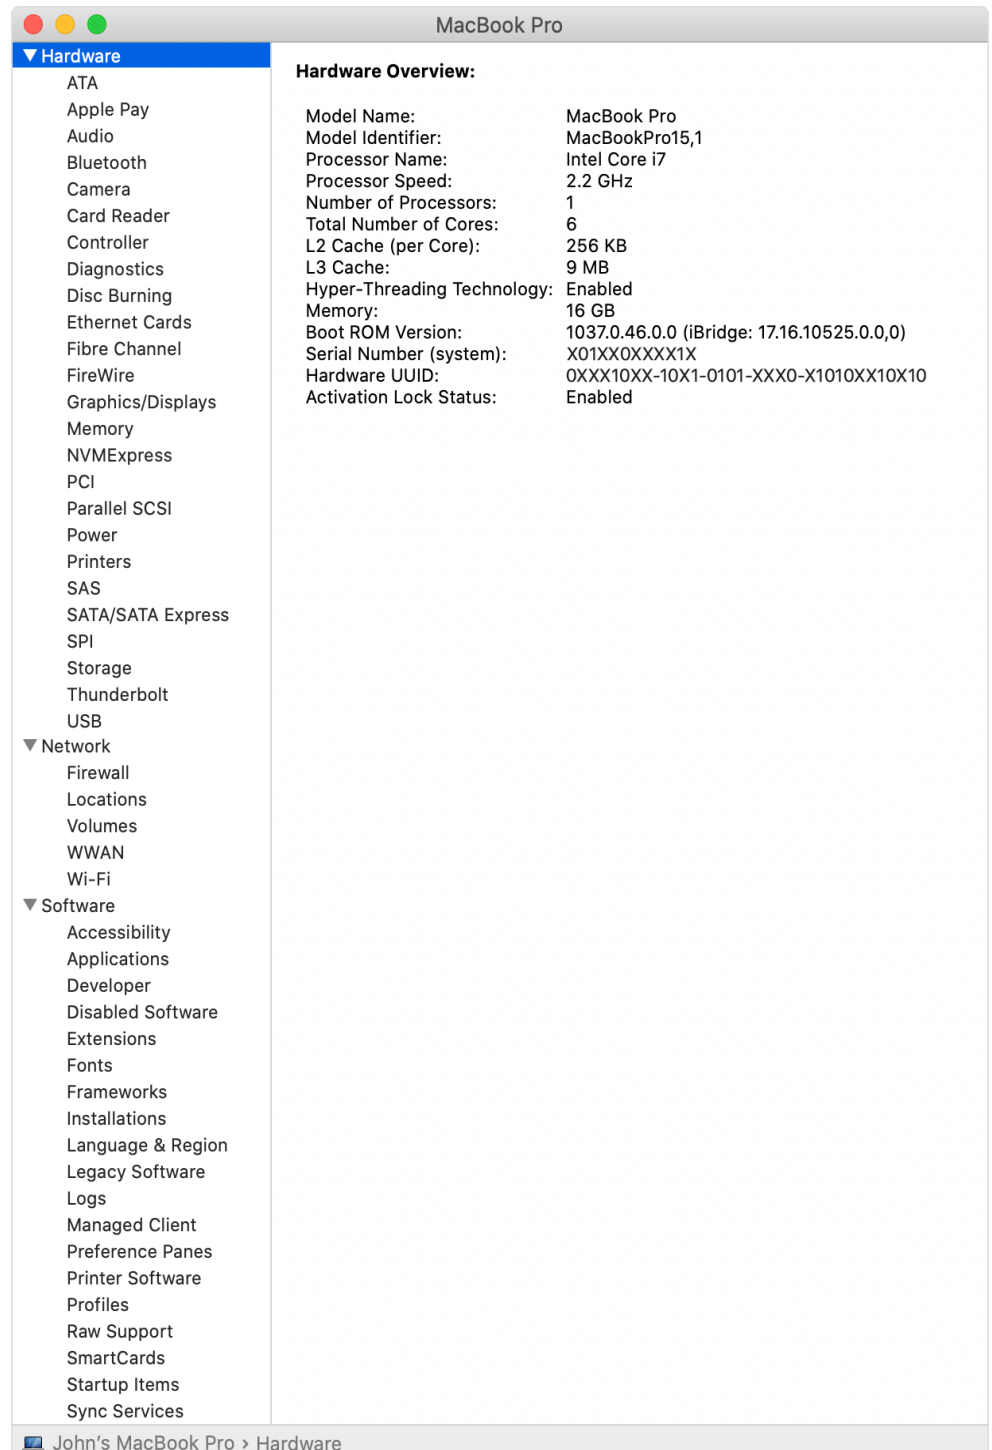 MacBook Pro
Hardware
ATA
Apple Pay
Audio
Bluetooth
Camera
Card Reader
Controller
Diagnostics
Disc Burning
Ethernet Cards
Fibre Channel
FireWire
Graphics/Displays
Memory
NVMExpress
PCI
Parallel SCSI
Power
Printers
SAS
SATA/SATA Express
SPI
Storage
Thunderbolt
USB
Network
Firewall
Locations
Volumes
WWAN
Wi-Fi
Software
Accessibility
Applications
Developer
Disabled Software
Extensions
Fonts
Frameworks
Installations
Language & Region
Legacy Software
Logs
Managed Client
Preference Panes
Printer Software
Profiles
Raw Support
SmartCards
Startup Items
Sync Services
Hardware Overview:
Model Name: MacBook Pro
Model Identifier: MacBookPro15,1
Processor Name: Intel Core i7
Processor Speed: 2.2 GHz
Number of Processors: 1
Total Number of Cores: 6
L2 Cache (per Core): 256 KB
L3 Cache: 9 MB
Hyper-Threading Technology: Enabled
Memory: 16 GB
Boot ROM Version: 1037.0.46.0.0 (iBridge: 17.16.10525.0.0,0)
Serial Number (system): X01XX0XXXX1X
Hardware UUID: 0XXX10XX-10X1-0101-XXX0-X1010XX10X10
Activation Lock Status: Enabled
John's MacBook Pro › Hardware